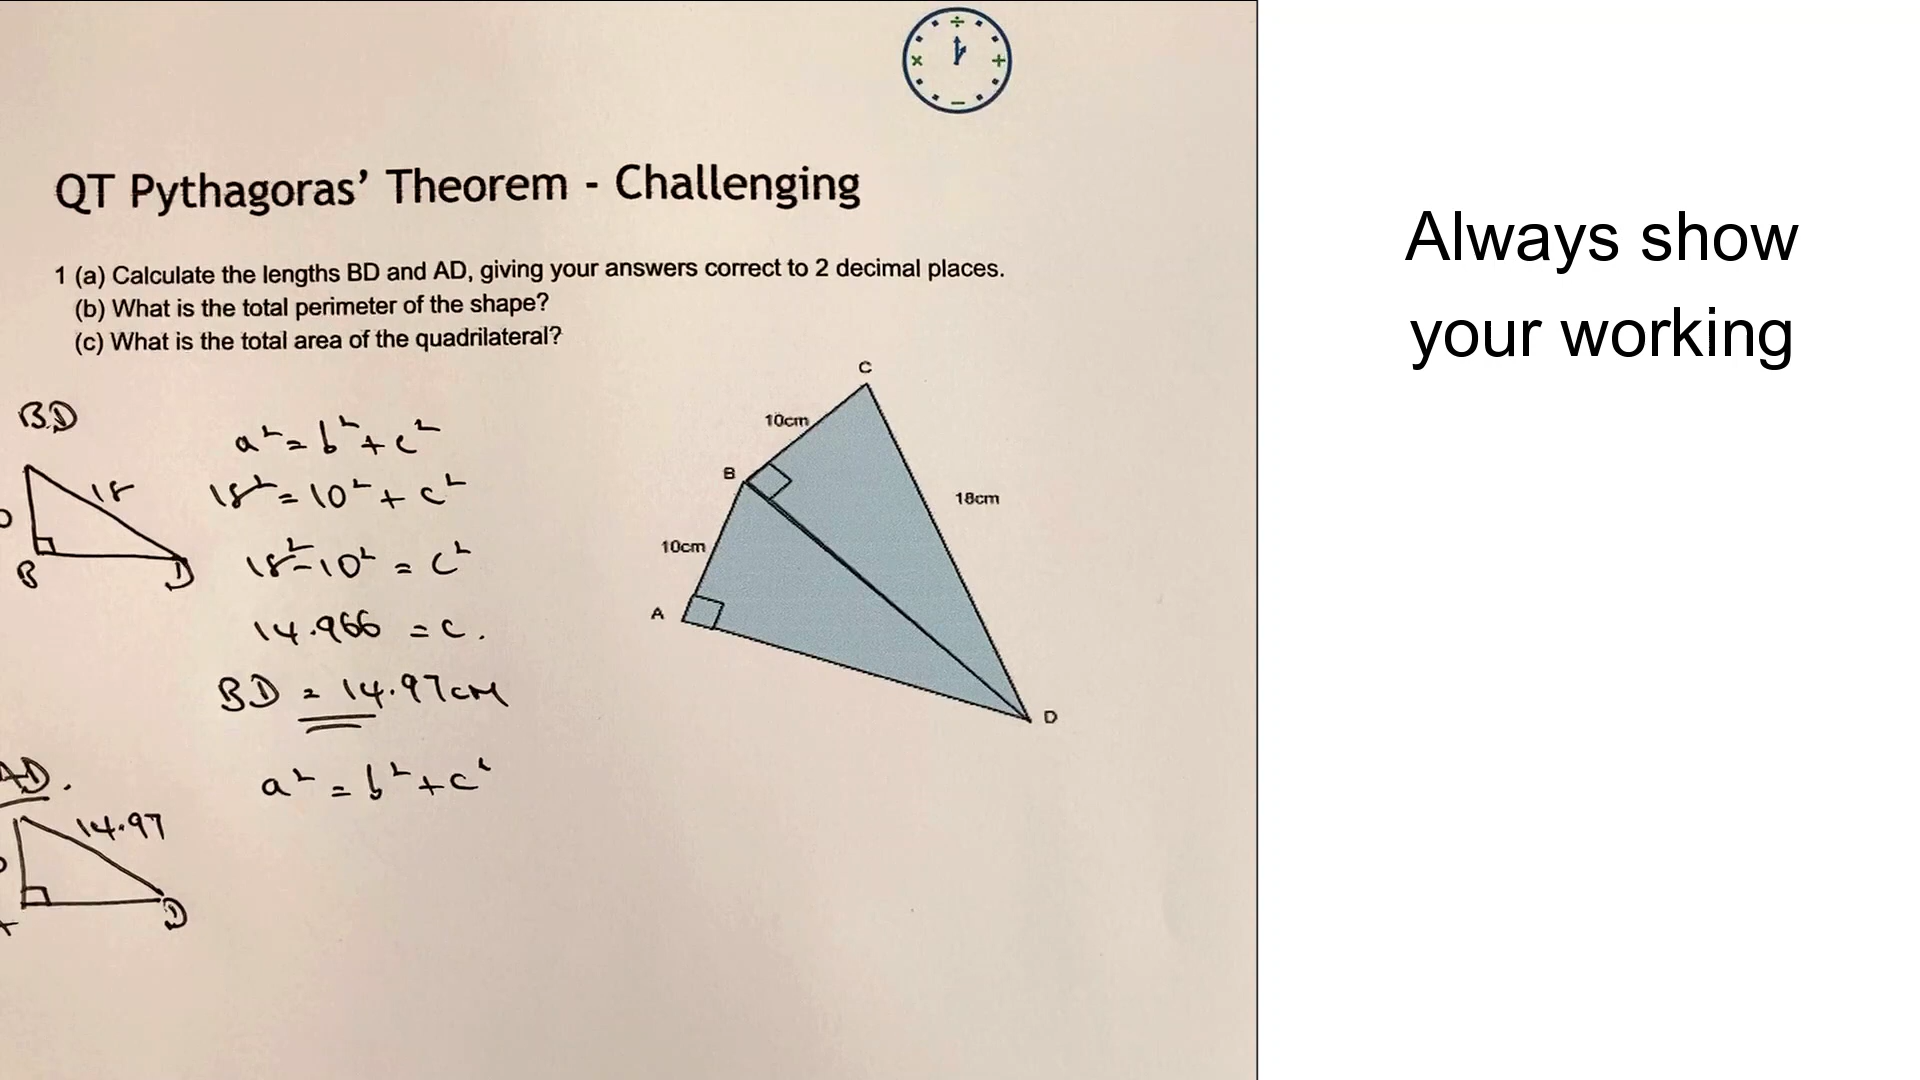 QT Pythagoras' Theorem - Challenging
1 (a) Calculate the lengths BD and AD, giving your answers correct to 2 decimal places.
(b) What is the total perimeter of the shape?
(c) What is the total area of the quadrilateral?
BD
18
B
D
a² = b² + c²
18² = 10² + c²
18² - 10² = c²
14.966 = c.
BD = 14.97cm
AD.
14.97
D
a² = b² + c²
C
10cm
B
18cm
10cm
A
D
Always show
your working